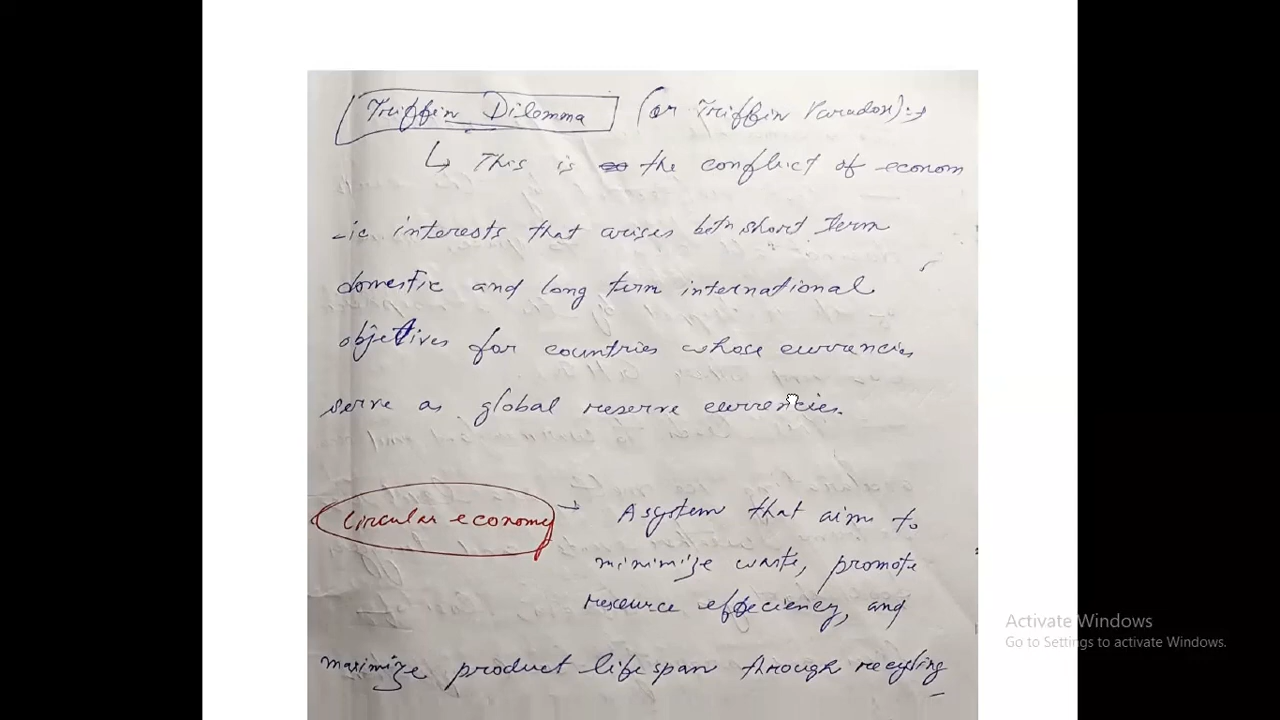 Triffin Dilemma (or Triffin Paradox) :→
↳ This is the conflict of econom
-ic interests that arises betn short term
domestic and long term international
objectives for countries whose currencies
serve as global reserve currencies.
Circular economy → A system that aim to
minimize waste, promote
resource effeciency, and
maximize product life span through recycling
Activate Windows
Go to Settings to activate Windows.